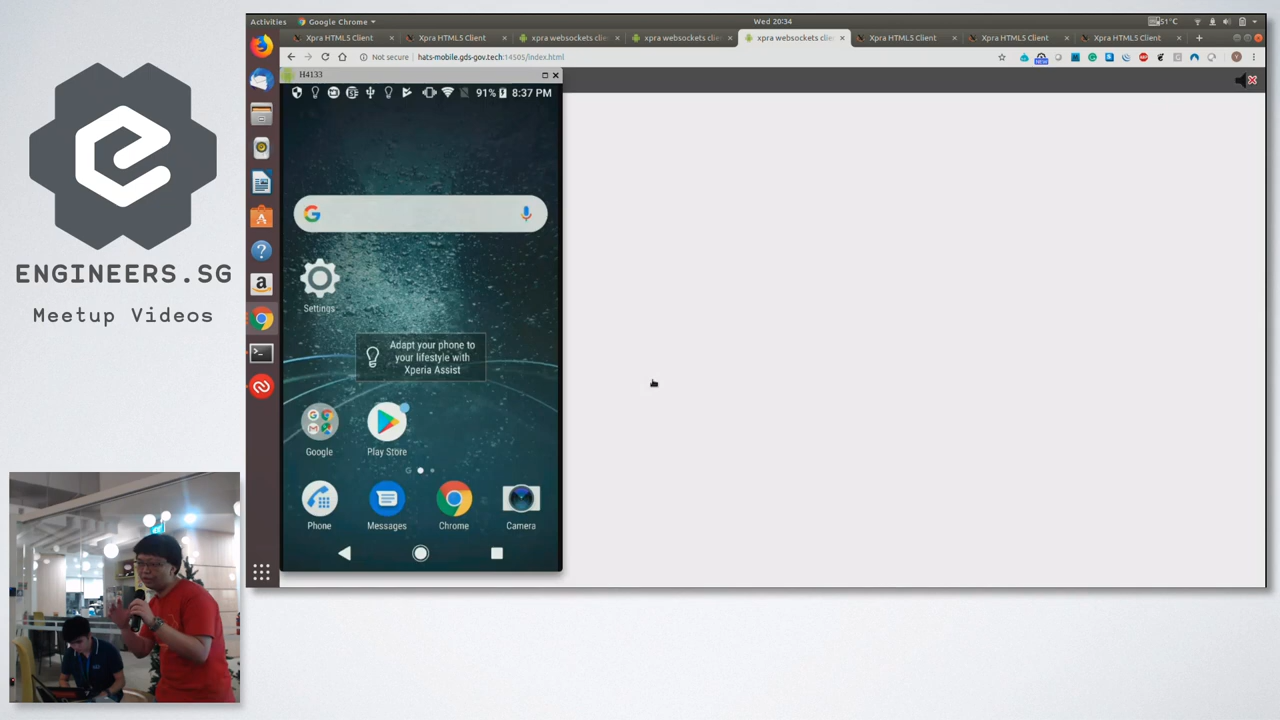 Activities
Google Chrome
Wed 20:34
51°C
Xpra HTML5 Client
Xpra HTML5 Client
xpra websockets clie
xpra websockets clie
xpra websockets clie
Xpra HTML5 Client
Xpra HTML5 Client
Xpra HTML5 Client
Not secure
hats-mobile.gds-gov.tech:14505/index.html
H4133
91% 8:37 PM
Settings
Adapt your phone to
your lifestyle with
Xperia Assist
Google
Play Store
Phone
Messages
Chrome
Camera
ENGINEERS.SG
Meetup Videos